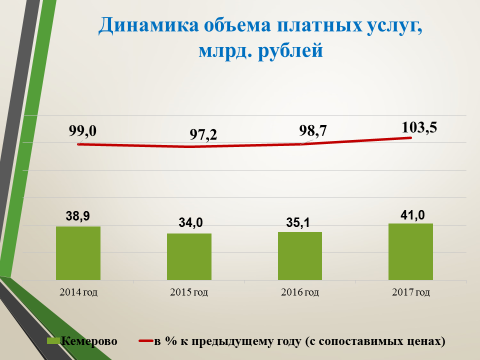 Динамика объема платных услуг,
млрд. рублей
99,0 97,2 98,7 103,5
38,9 34,0 35,1 41,0
2014 год 2015 год 2016 год 2017 год
Кемерово в % к предыдущему году (с сопоставимых ценах)